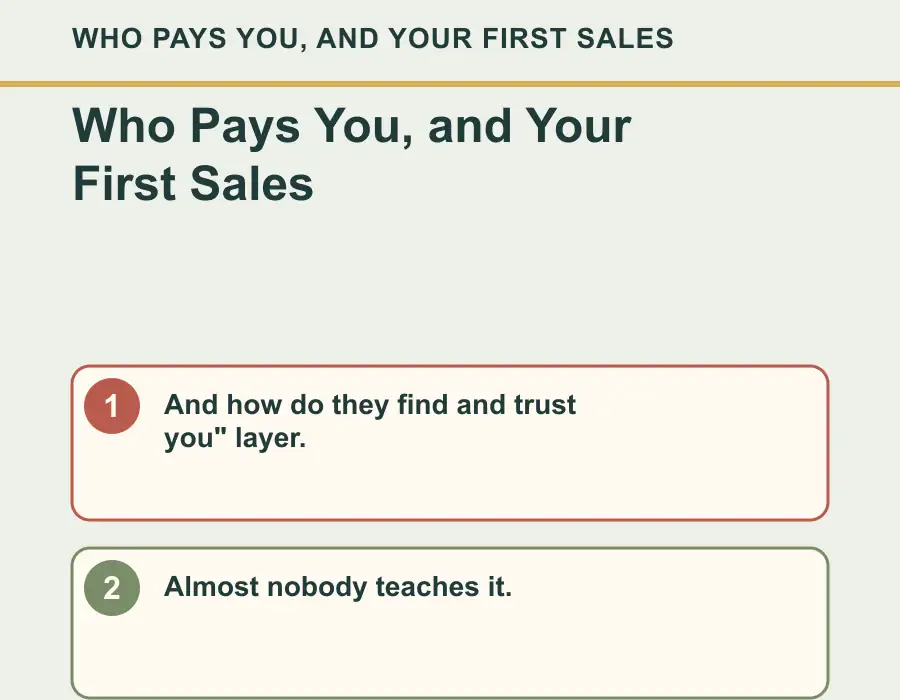 WHO PAYS YOU, AND YOUR FIRST SALES
Who Pays You, and Your
First Sales
1
And how do they find and trust
you" layer.
2
Almost nobody teaches it.